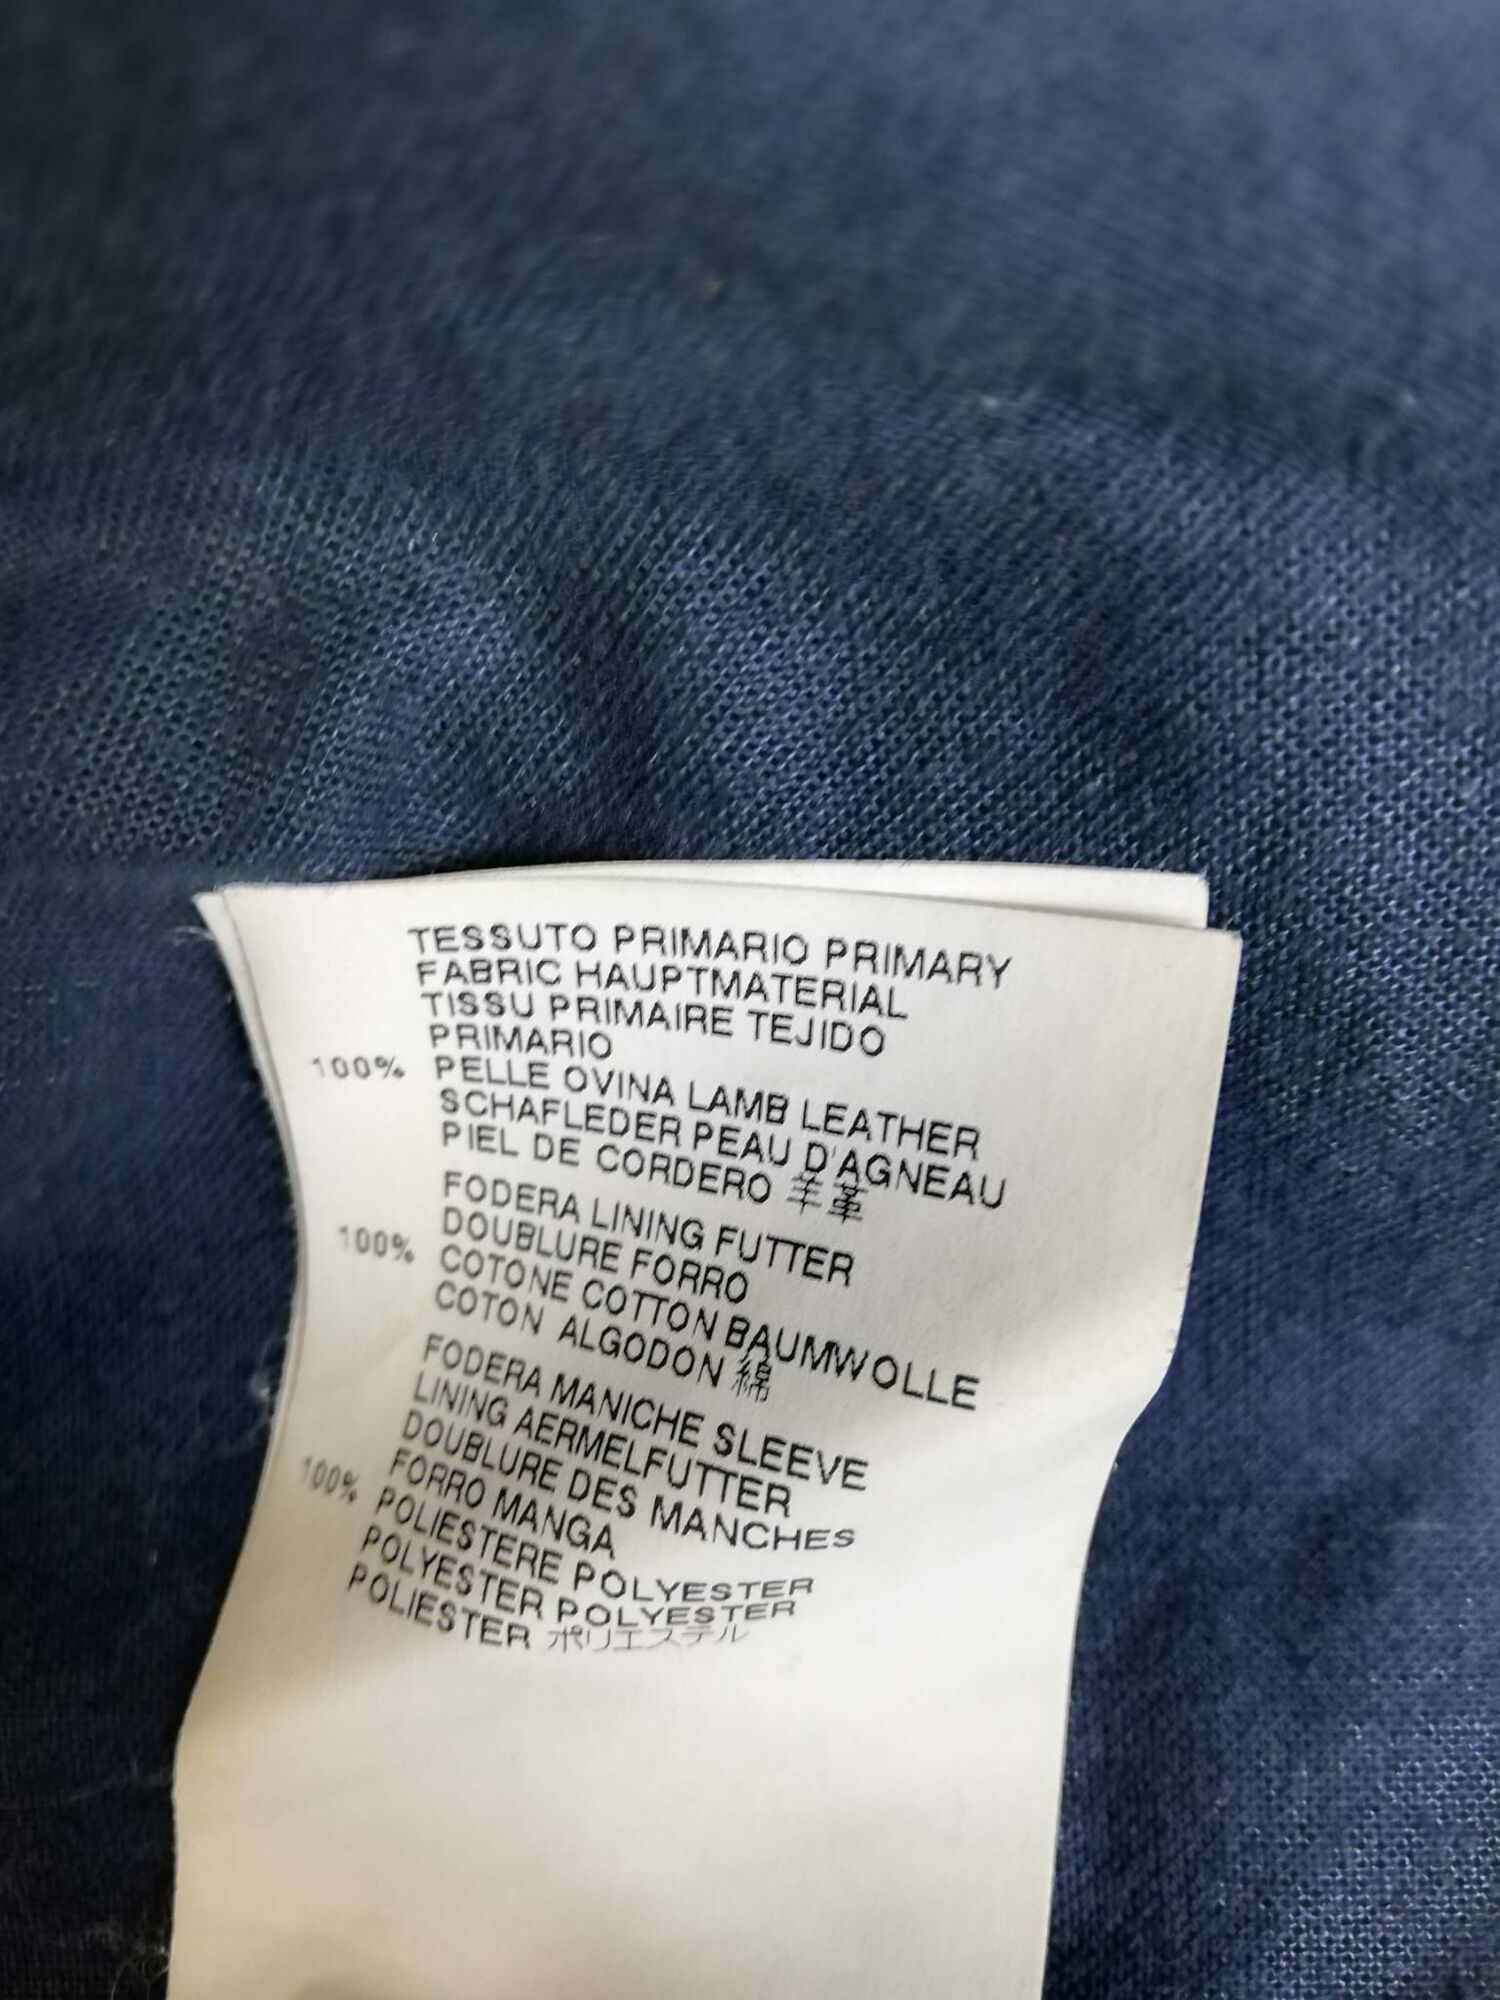 TESSUTO PRIMARIO PRIMARY
FABRIC HAUPTMATERIAL
TISSU PRIMAIRE TEJIDO
PRIMARIO
100% PELLE OVINA LAMB LEATHER
SCHAFLEDER PEAU D'AGNEAU
PIEL DE CORDERO 羊革
FODERA LINING FUTTER
DOUBLURE FORRO
100% COTONE COTTON BAUMWOLLE
COTON ALGODON 綿
FODERA MANICHE SLEEVE
LINING AERMELFUTTER
DOUBLURE DES MANCHES
FORRO MANGA
100% POLIESTERE POLYESTER
POLYESTER POLYESTER
POLIESTER ポリエステル